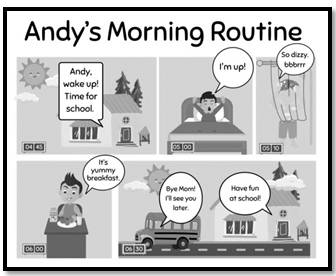 Andy's Morning Routine
Andy,
wake up!
Time for
school.
04 45
I'm up!
05 00
So dizzy.
bbbrrr
05 10
It's
yummy
breakfast.
06 00
Bye Mom!
I'll see you
later.
Have fun
at school!
06 30